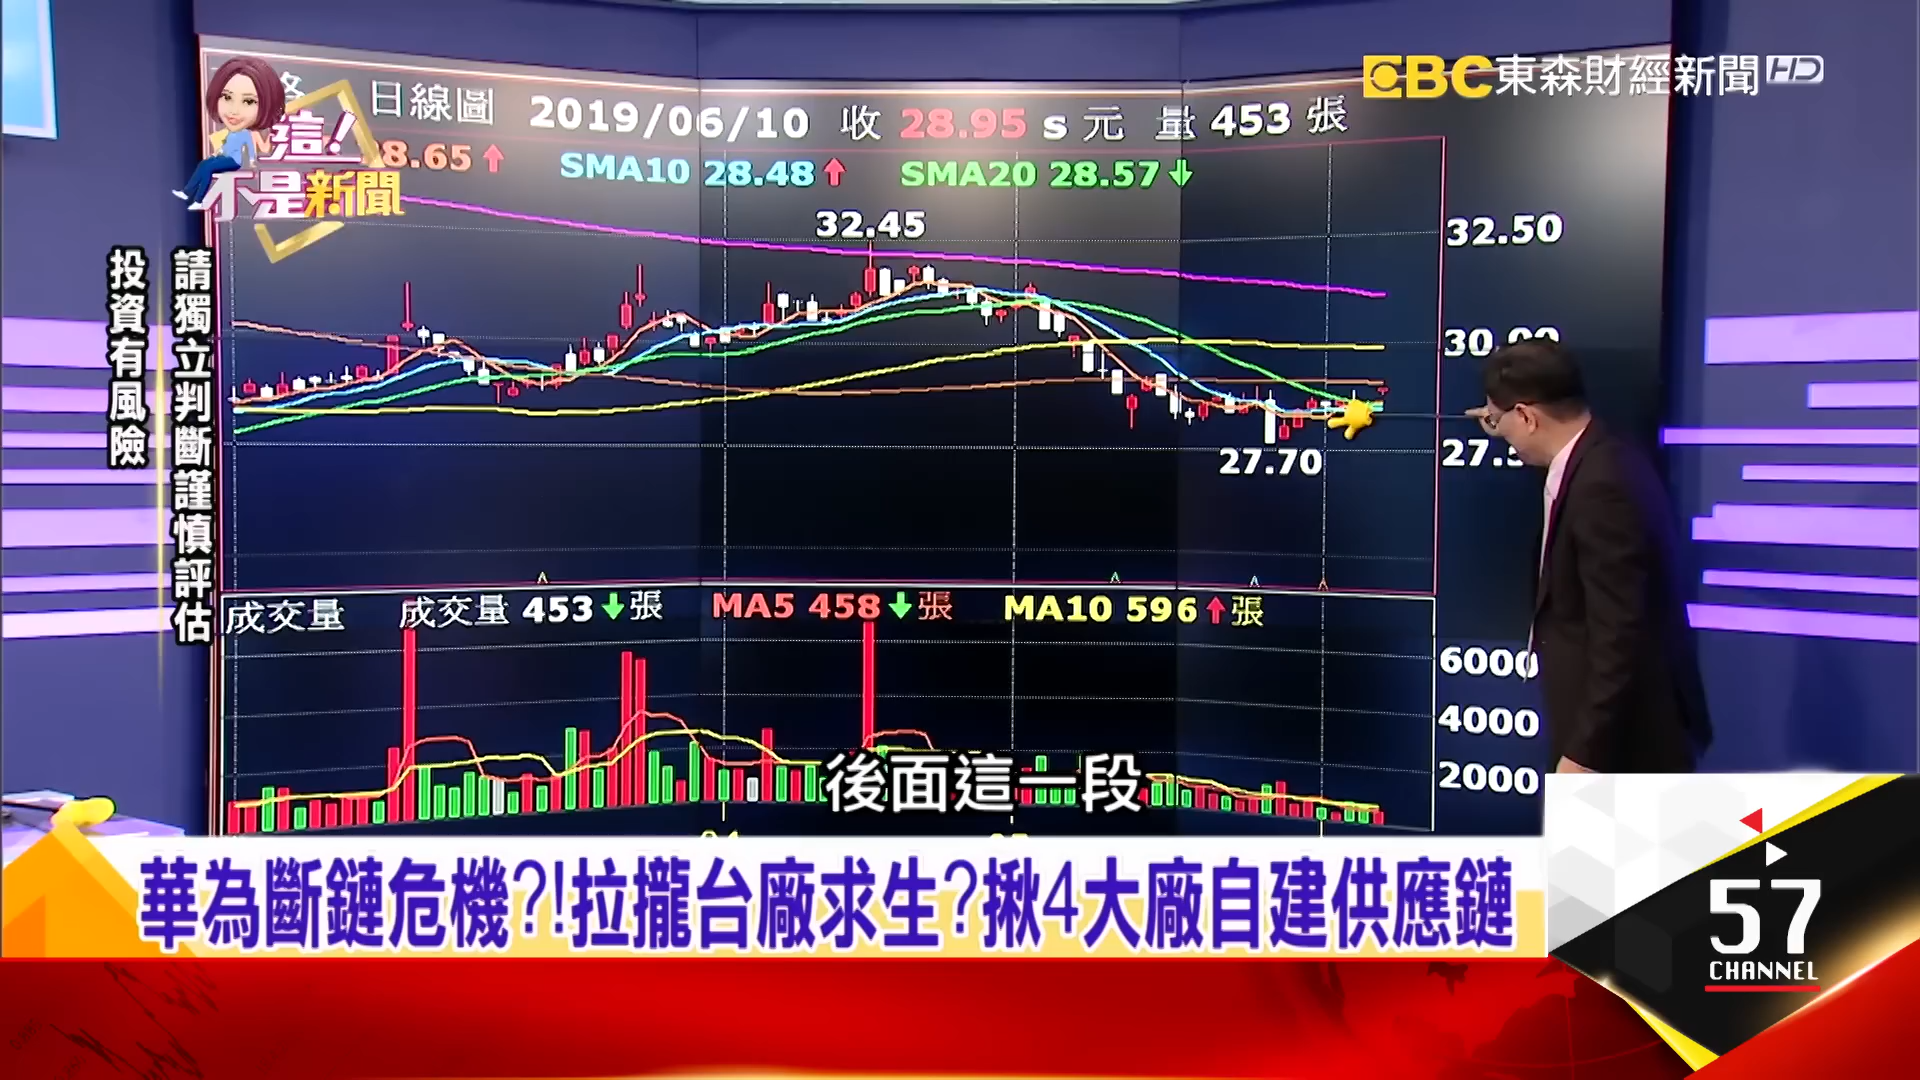 EBC東森財經新聞HD
這!
不是新聞
日線圖 2019/06/10 收 28.95 s 元 量 453 張
8.65↑ SMA10 28.48↑ SMA20 28.57↓
32.45
32.50
30.00
27.70
27.5
請獨立判斷謹慎評估
投資有風險
成交量 成交量 453↓張 MA5 458↓張 MA10 596↑張
6000
4000
2000
後面這一段
華為斷鏈危機?!拉攏台廠求生?揪4大廠自建供應鏈
57
CHANNEL